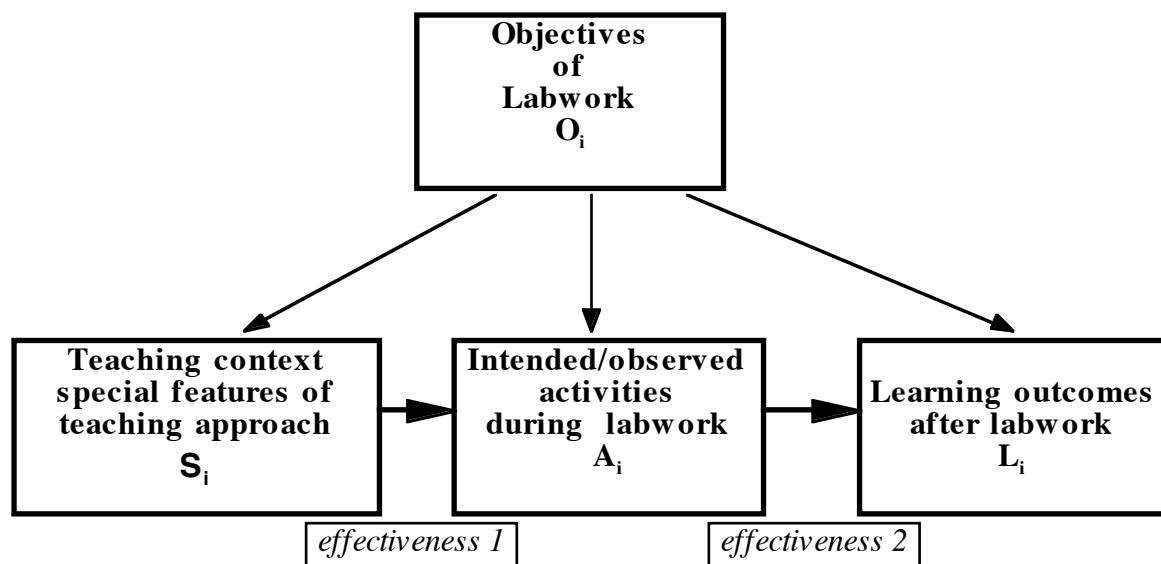 Objectives
of
Labwork
Oi
Teaching context
special features of
teaching approach
Si
Intended/observed
activities
during labwork
Ai
Learning outcomes
after labwork
Li
effectiveness 1
effectiveness 2